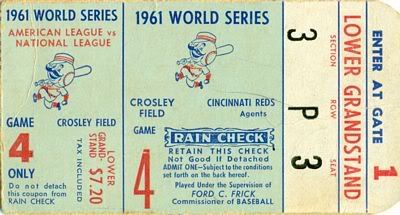 1961 WORLD SERIES
AMERICAN LEAGUE vs
NATIONAL LEAGUE
GAME
CROSLEY FIELD
4
ONLY
LOWER
GRAND-
STAND
$7.20
TAX INCLUDED
Do not detach
this coupon from
RAIN CHECK
1961 WORLD SERIES
CROSLEY
FIELD
CINCINNATI REDS
Agents
GAME
4
RAIN CHECK
RETAIN THIS CHECK
Not Good If Detached
ADMIT ONE—Subject to the conditions
set forth on the back hereof.
Played Under the Supervision of
FORD C. FRICK
Commissioner of Baseball
3
SECTION
P
ROW
3
SEAT
LOWER GRANDSTAND
ENTER AT GATE
1